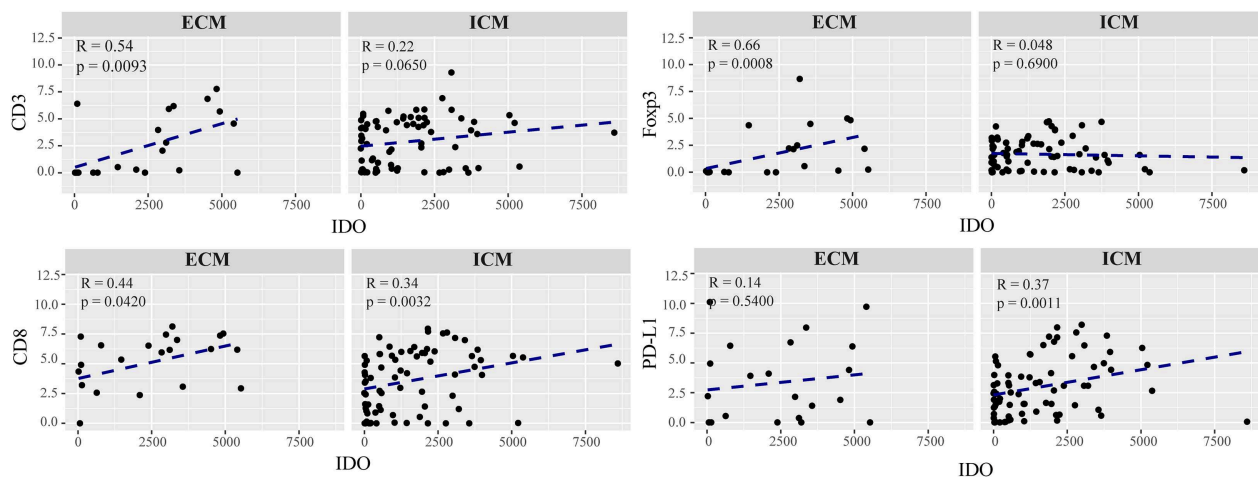 ECM
ICM
12.5
10.0
7.5
5.0
2.5
0.0
CD3
R = 0.54
p = 0.0093
R = 0.22
p = 0.0650
0
2500
5000
7500
0
2500
5000
7500
IDO
ECM
ICM
12.5
10.0
7.5
5.0
2.5
0.0
Foxp3
R = 0.66
p = 0.0008
R = 0.048
p = 0.6900
0
2500
5000
7500
0
2500
5000
7500
IDO
ECM
ICM
12.5
10.0
7.5
5.0
2.5
0.0
CD8
R = 0.44
p = 0.0420
R = 0.34
p = 0.0032
0
2500
5000
7500
0
2500
5000
7500
IDO
ECM
ICM
12.5
10.0
7.5
5.0
2.5
0.0
PD-L1
R = 0.14
p = 0.5400
R = 0.37
p = 0.0011
0
2500
5000
7500
0
2500
5000
7500
IDO